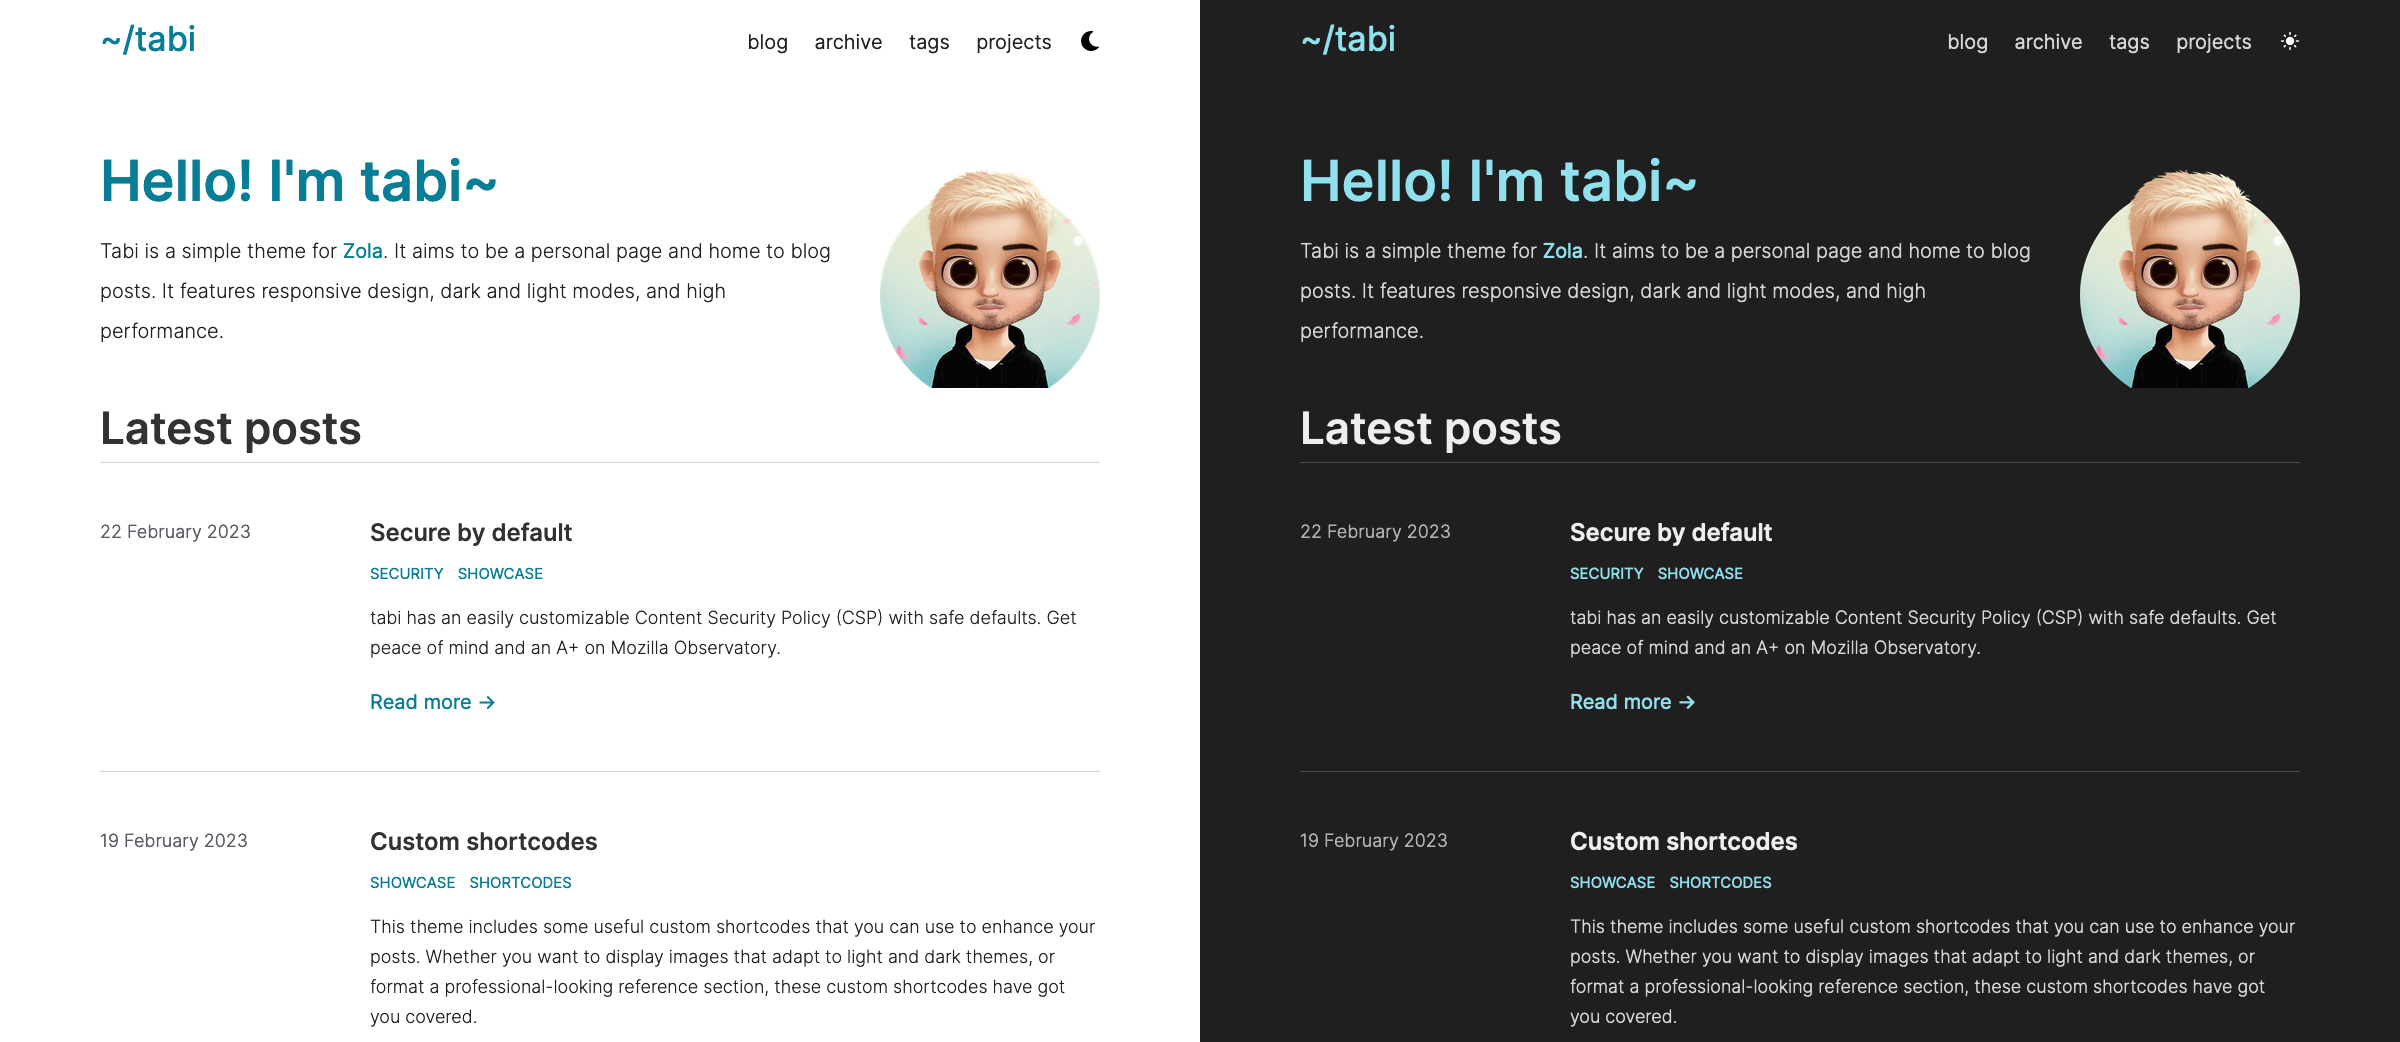 ~/tabi
blog archive tags projects
Hello! I'm tabi~
Tabi is a simple theme for Zola. It aims to be a personal page and home to blog
posts. It features responsive design, dark and light modes, and high
performance.
Latest posts
22 February 2023
Secure by default
SECURITY SHOWCASE
tabi has an easily customizable Content Security Policy (CSP) with safe defaults. Get
peace of mind and an A+ on Mozilla Observatory.
Read more →
19 February 2023
Custom shortcodes
SHOWCASE SHORTCODES
This theme includes some useful custom shortcodes that you can use to enhance your
posts. Whether you want to display images that adapt to light and dark themes, or
format a professional-looking reference section, these custom shortcodes have got
you covered.
~/tabi
blog archive tags projects
Hello! I'm tabi~
Tabi is a simple theme for Zola. It aims to be a personal page and home to blog
posts. It features responsive design, dark and light modes, and high
performance.
Latest posts
22 February 2023
Secure by default
SECURITY SHOWCASE
tabi has an easily customizable Content Security Policy (CSP) with safe defaults. Get
peace of mind and an A+ on Mozilla Observatory.
Read more →
19 February 2023
Custom shortcodes
SHOWCASE SHORTCODES
This theme includes some useful custom shortcodes that you can use to enhance your
posts. Whether you want to display images that adapt to light and dark themes, or
format a professional-looking reference section, these custom shortcodes have got
you covered.